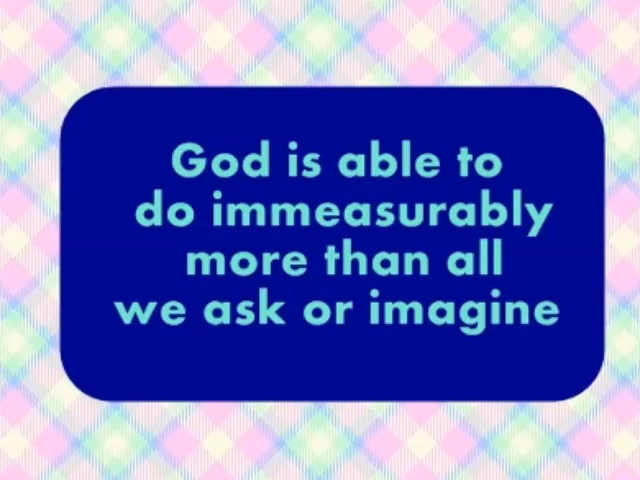 God is able to
do immeasurably
more than all
we ask or imagine